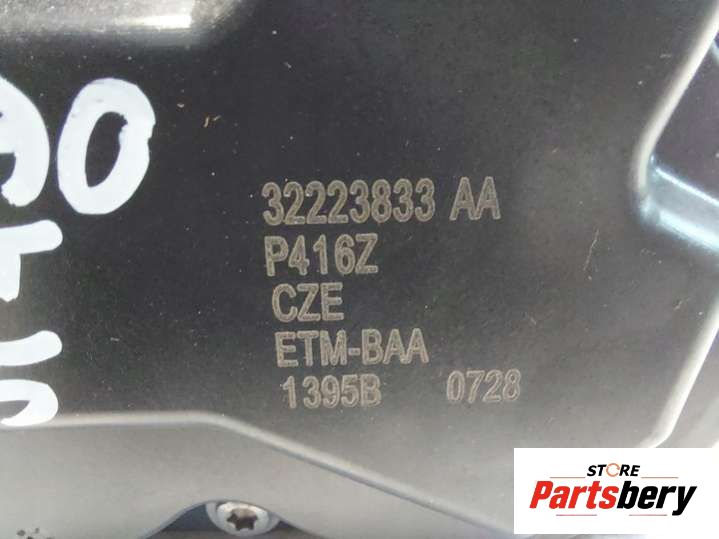 32223833 AA
P416Z
CZE
ETM-BAA
1395B 0728
STORE
Partsbery